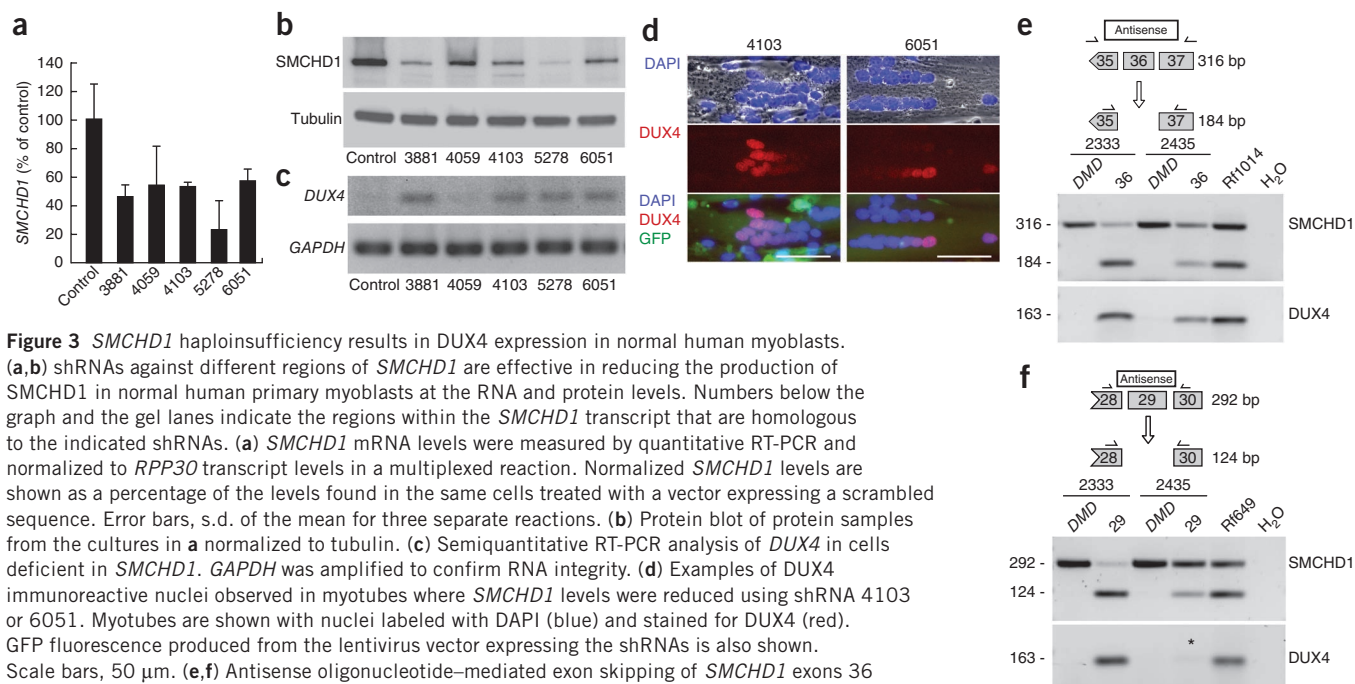 a
SMCHD1 (% of control)
140
120
100
80
60
40
20
0
Control
3881
4059
4103
5278
6051
b
SMCHD1
Tubulin
Control 3881 4059 4103 5278 6051
c
DUX4
GAPDH
Control 3881 4059 4103 5278 6051
d
4103 6051
DAPI
DUX4
DAPI
DUX4
GFP
e
Antisense
35 36 37 316 bp
35 37 184 bp
2333 2435
DMD 36 DMD 36 Rf1014 H2O
316 - SMCHD1
184 -
163 - DUX4
f
Antisense
28 29 30 292 bp
28 30 124 bp
2333 2435
DMD 29 DMD 29 Rf649 H2O
292 - SMCHD1
124 -
*
163 - DUX4
Figure 3 SMCHD1 haploinsufficiency results in DUX4 expression in normal human myoblasts.
(a,b) shRNAs against different regions of SMCHD1 are effective in reducing the production of
SMCHD1 in normal human primary myoblasts at the RNA and protein levels. Numbers below the
graph and the gel lanes indicate the regions within the SMCHD1 transcript that are homologous
to the indicated shRNAs. (a) SMCHD1 mRNA levels were measured by quantitative RT-PCR and
normalized to RPP30 transcript levels in a multiplexed reaction. Normalized SMCHD1 levels are
shown as a percentage of the levels found in the same cells treated with a vector expressing a scrambled
sequence. Error bars, s.d. of the mean for three separate reactions. (b) Protein blot of protein samples
from the cultures in a normalized to tubulin. (c) Semiquantitative RT-PCR analysis of DUX4 in cells
deficient in SMCHD1. GAPDH was amplified to confirm RNA integrity. (d) Examples of DUX4
immunoreactive nuclei observed in myotubes where SMCHD1 levels were reduced using shRNA 4103
or 6051. Myotubes are shown with nuclei labeled with DAPI (blue) and stained for DUX4 (red).
GFP fluorescence produced from the lentivirus vector expressing the shRNAs is also shown.
Scale bars, 50 μm. (e,f) Antisense oligonucleotide–mediated exon skipping of SMCHD1 exons 36